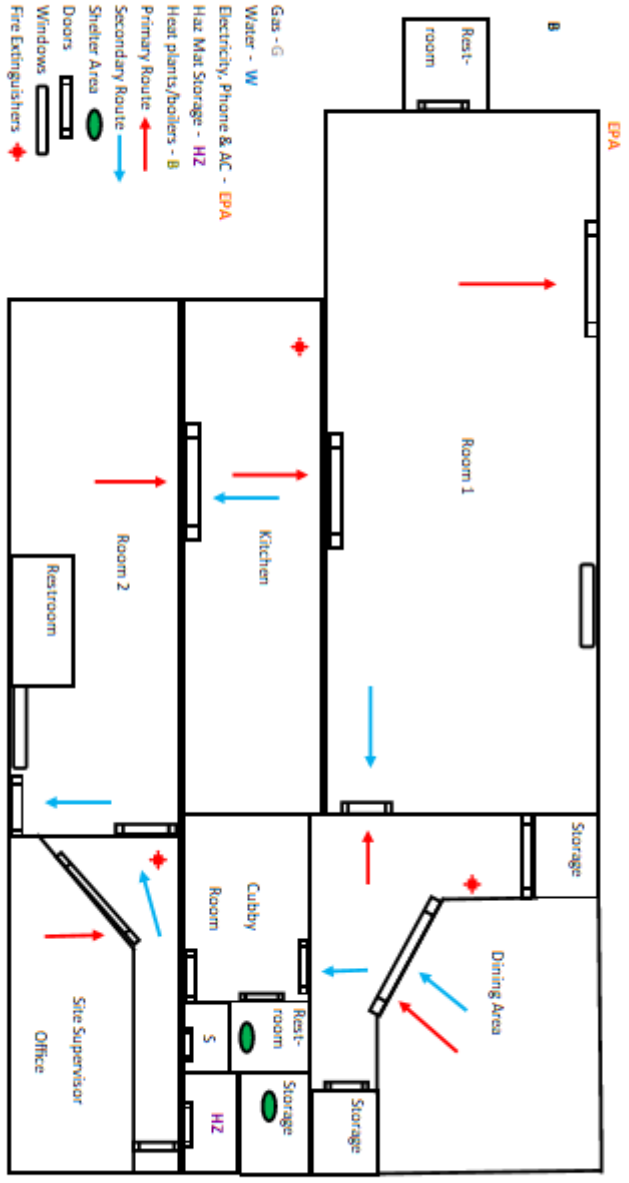 B
EPA
Rest-
room
Gas - G
Water - W
Electricity, Phone & AC - EPA
Haz Mat Storage - HZ
Heat plants/boilers - B
Primary Route
Secondary Route
Shelter Area
Doors
Windows
Fire Extinguishers
Room 1
Kitchen
Room 2
Restroom
Storage
Dining Area
Cubby
Room
Rest-
room
S
Storage
Storage
HZ
Site Supervisor
Office